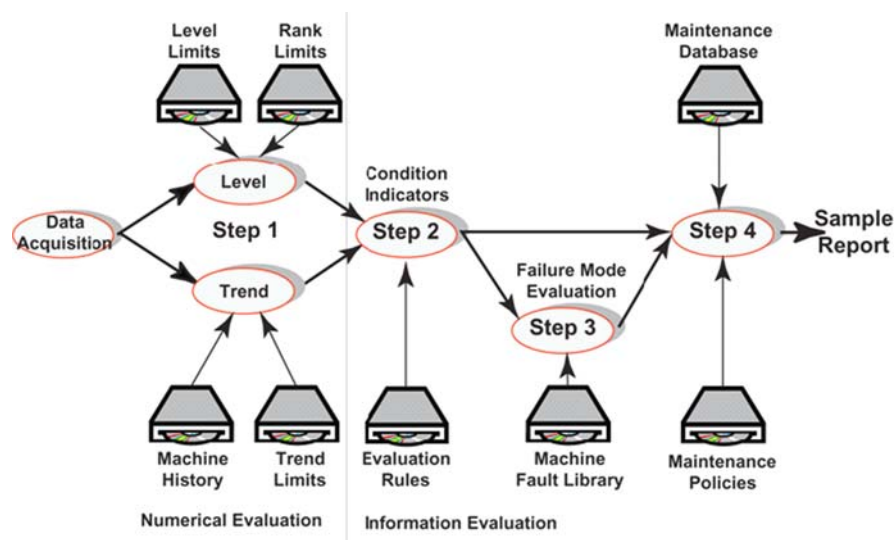 Level
Limits
Rank
Limits
Maintenance
Database
Level
Condition
Indicators
Data
Acquisition
Step 1
Step 2
Step 4
Sample
Report
Trend
Failure Mode
Evaluation
Step 3
Machine
History
Trend
Limits
Evaluation
Rules
Machine
Fault Library
Maintenance
Policies
Numerical Evaluation
Information Evaluation